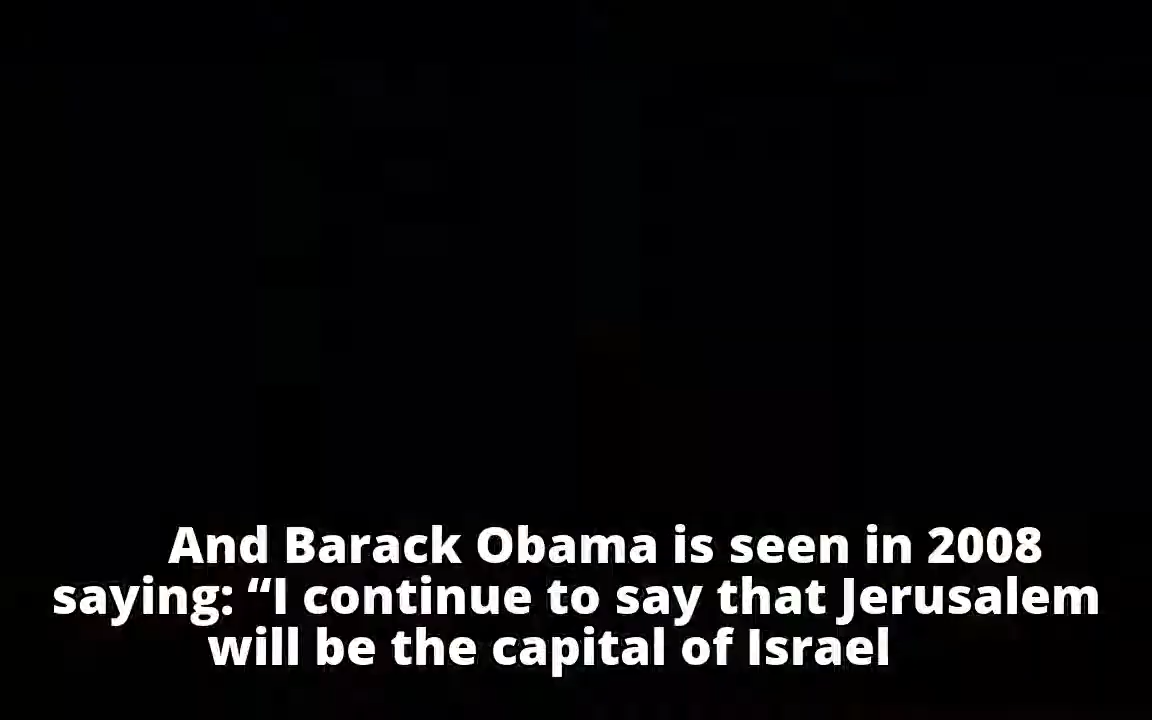 And Barack Obama is seen in 2008
saying: “I continue to say that Jerusalem
will be the capital of Israel